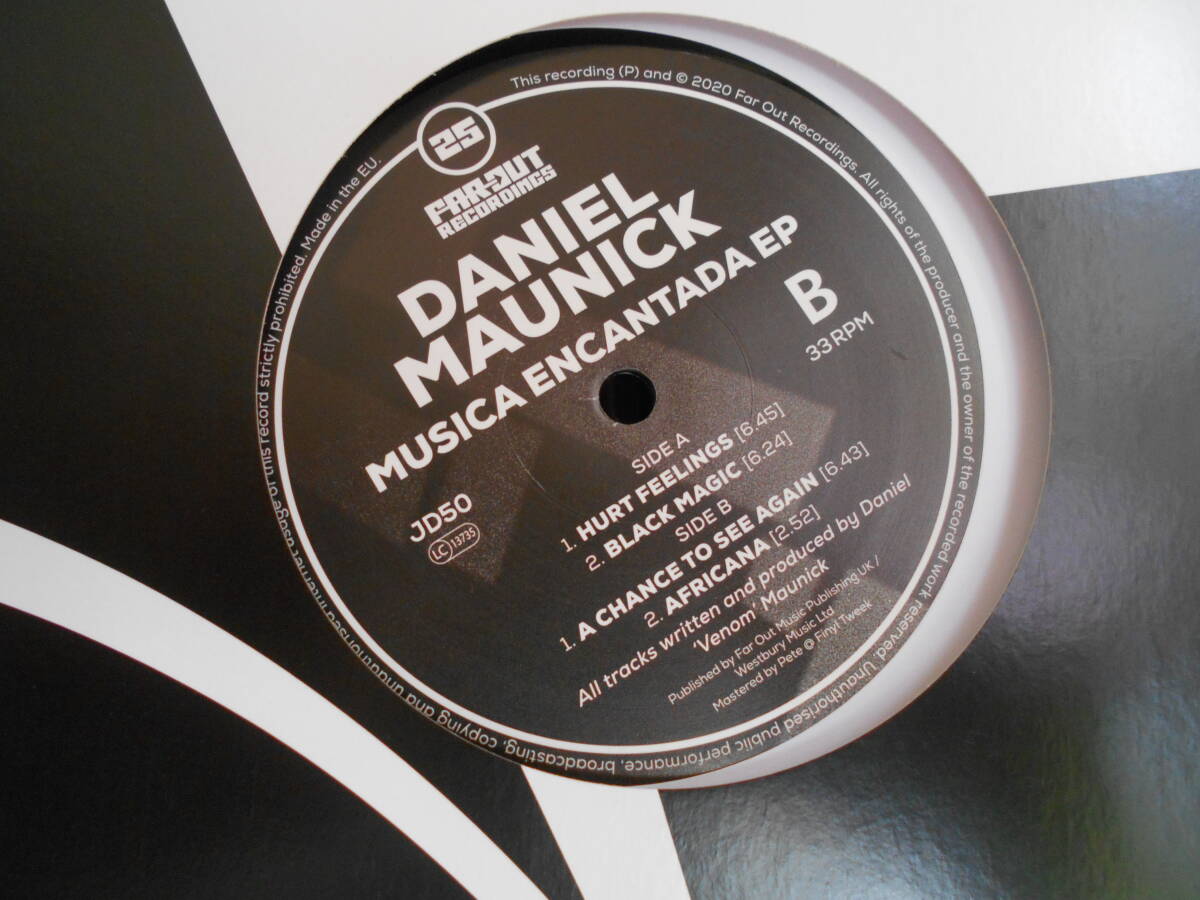 25
FAR-OUT
RECORDINGS
DANIEL
MAUNICK
MUSICA ENCANTADA EP
B
33 RPM
JD50
LC 13735
SIDE A
1. HURT FEELINGS [6.45]
2. BLACK MAGIC [6.24]
SIDE B
1. A CHANCE TO SEE AGAIN [6.43]
2. AFRICANA [2.52]
All tracks written and produced by Daniel
‘Venom’ Maunick
Published by Far Out Music Publishing UK /
Westbury Music Ltd
Mastered by Pete @ Finyl Tweek
This recording (P) and © 2020 Far Out Recordings. All rights of the producer and the owner of the recorded work reserved. Unauthorised public performance, broadcasting, copying and unauthorised internet usage of this record strictly prohibited. Made in the EU.